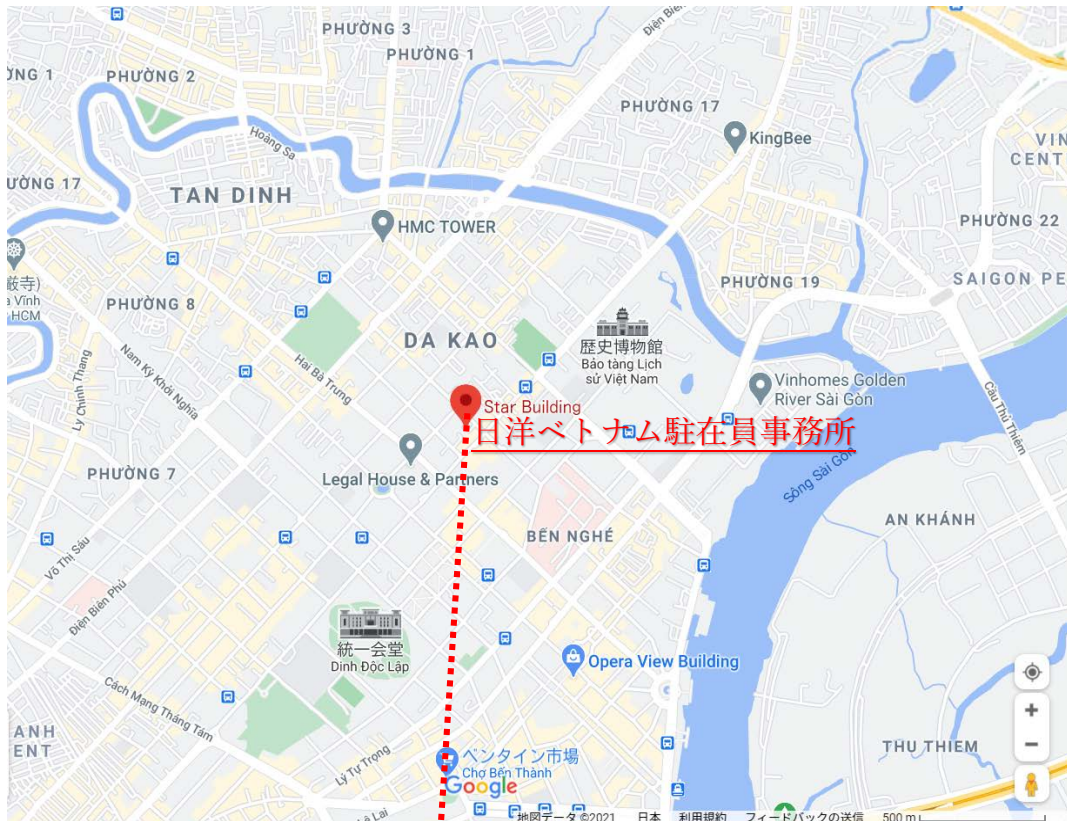 PHƯỜNG 3
PHƯỜNG 1
Điện Biên
PHƯỜNG 2
PHƯỜNG 17
KingBee
Hoàng Sa
TAN DINH
HMC TOWER
PHƯỜNG 22
PHƯỜNG 19
SAIGON PE
PHƯỜNG 8
DA KAO
歴史博物館
Bảo tàng Lịch
sử Việt Nam
Lý Chính Thắng
Nam Kỳ Khởi Nghĩa
Hai Bà Trưng
Vinhomes Golden
River Sài Gòn
Cầu Thủ Thiêm
Star Building
日洋ベトナム駐在員事務所
PHƯỜNG 7
Legal House & Partners
Sông Sài Gòn
AN KHÁNH
BẾN NGHÉ
Võ Thị Sáu
Điện Biên Phủ
統一会堂
Dinh Độc Lập
Opera View Building
Cách Mạng Tháng Tám
Lý Tự Trọng
ベンタイン市場
Chợ Bến Thành
THỤ THIEM
Google
地図データ ©2021 日本 利用規約 フィードバックの送信 500 m